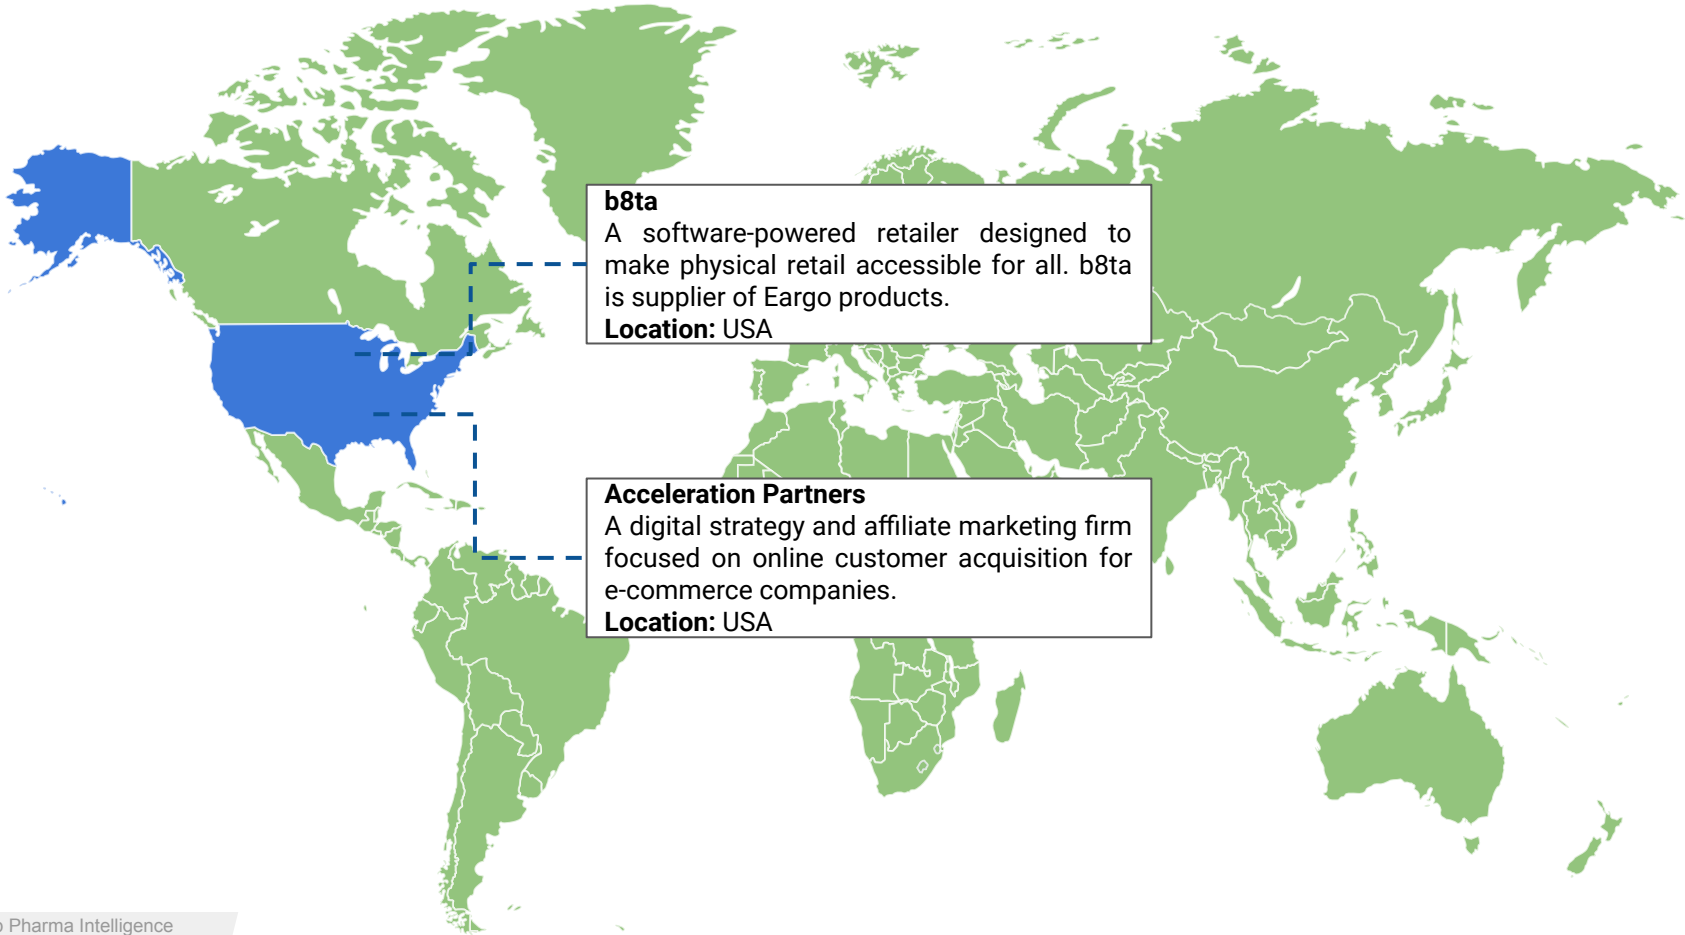 b8ta
A software-powered retailer designed to
make physical retail accessible for all. b8ta
is supplier of Eargo products.
Location: USA
Acceleration Partners
A digital strategy and affiliate marketing firm
focused on online customer acquisition for
e-commerce companies.
Location: USA
Pharma Intelligence